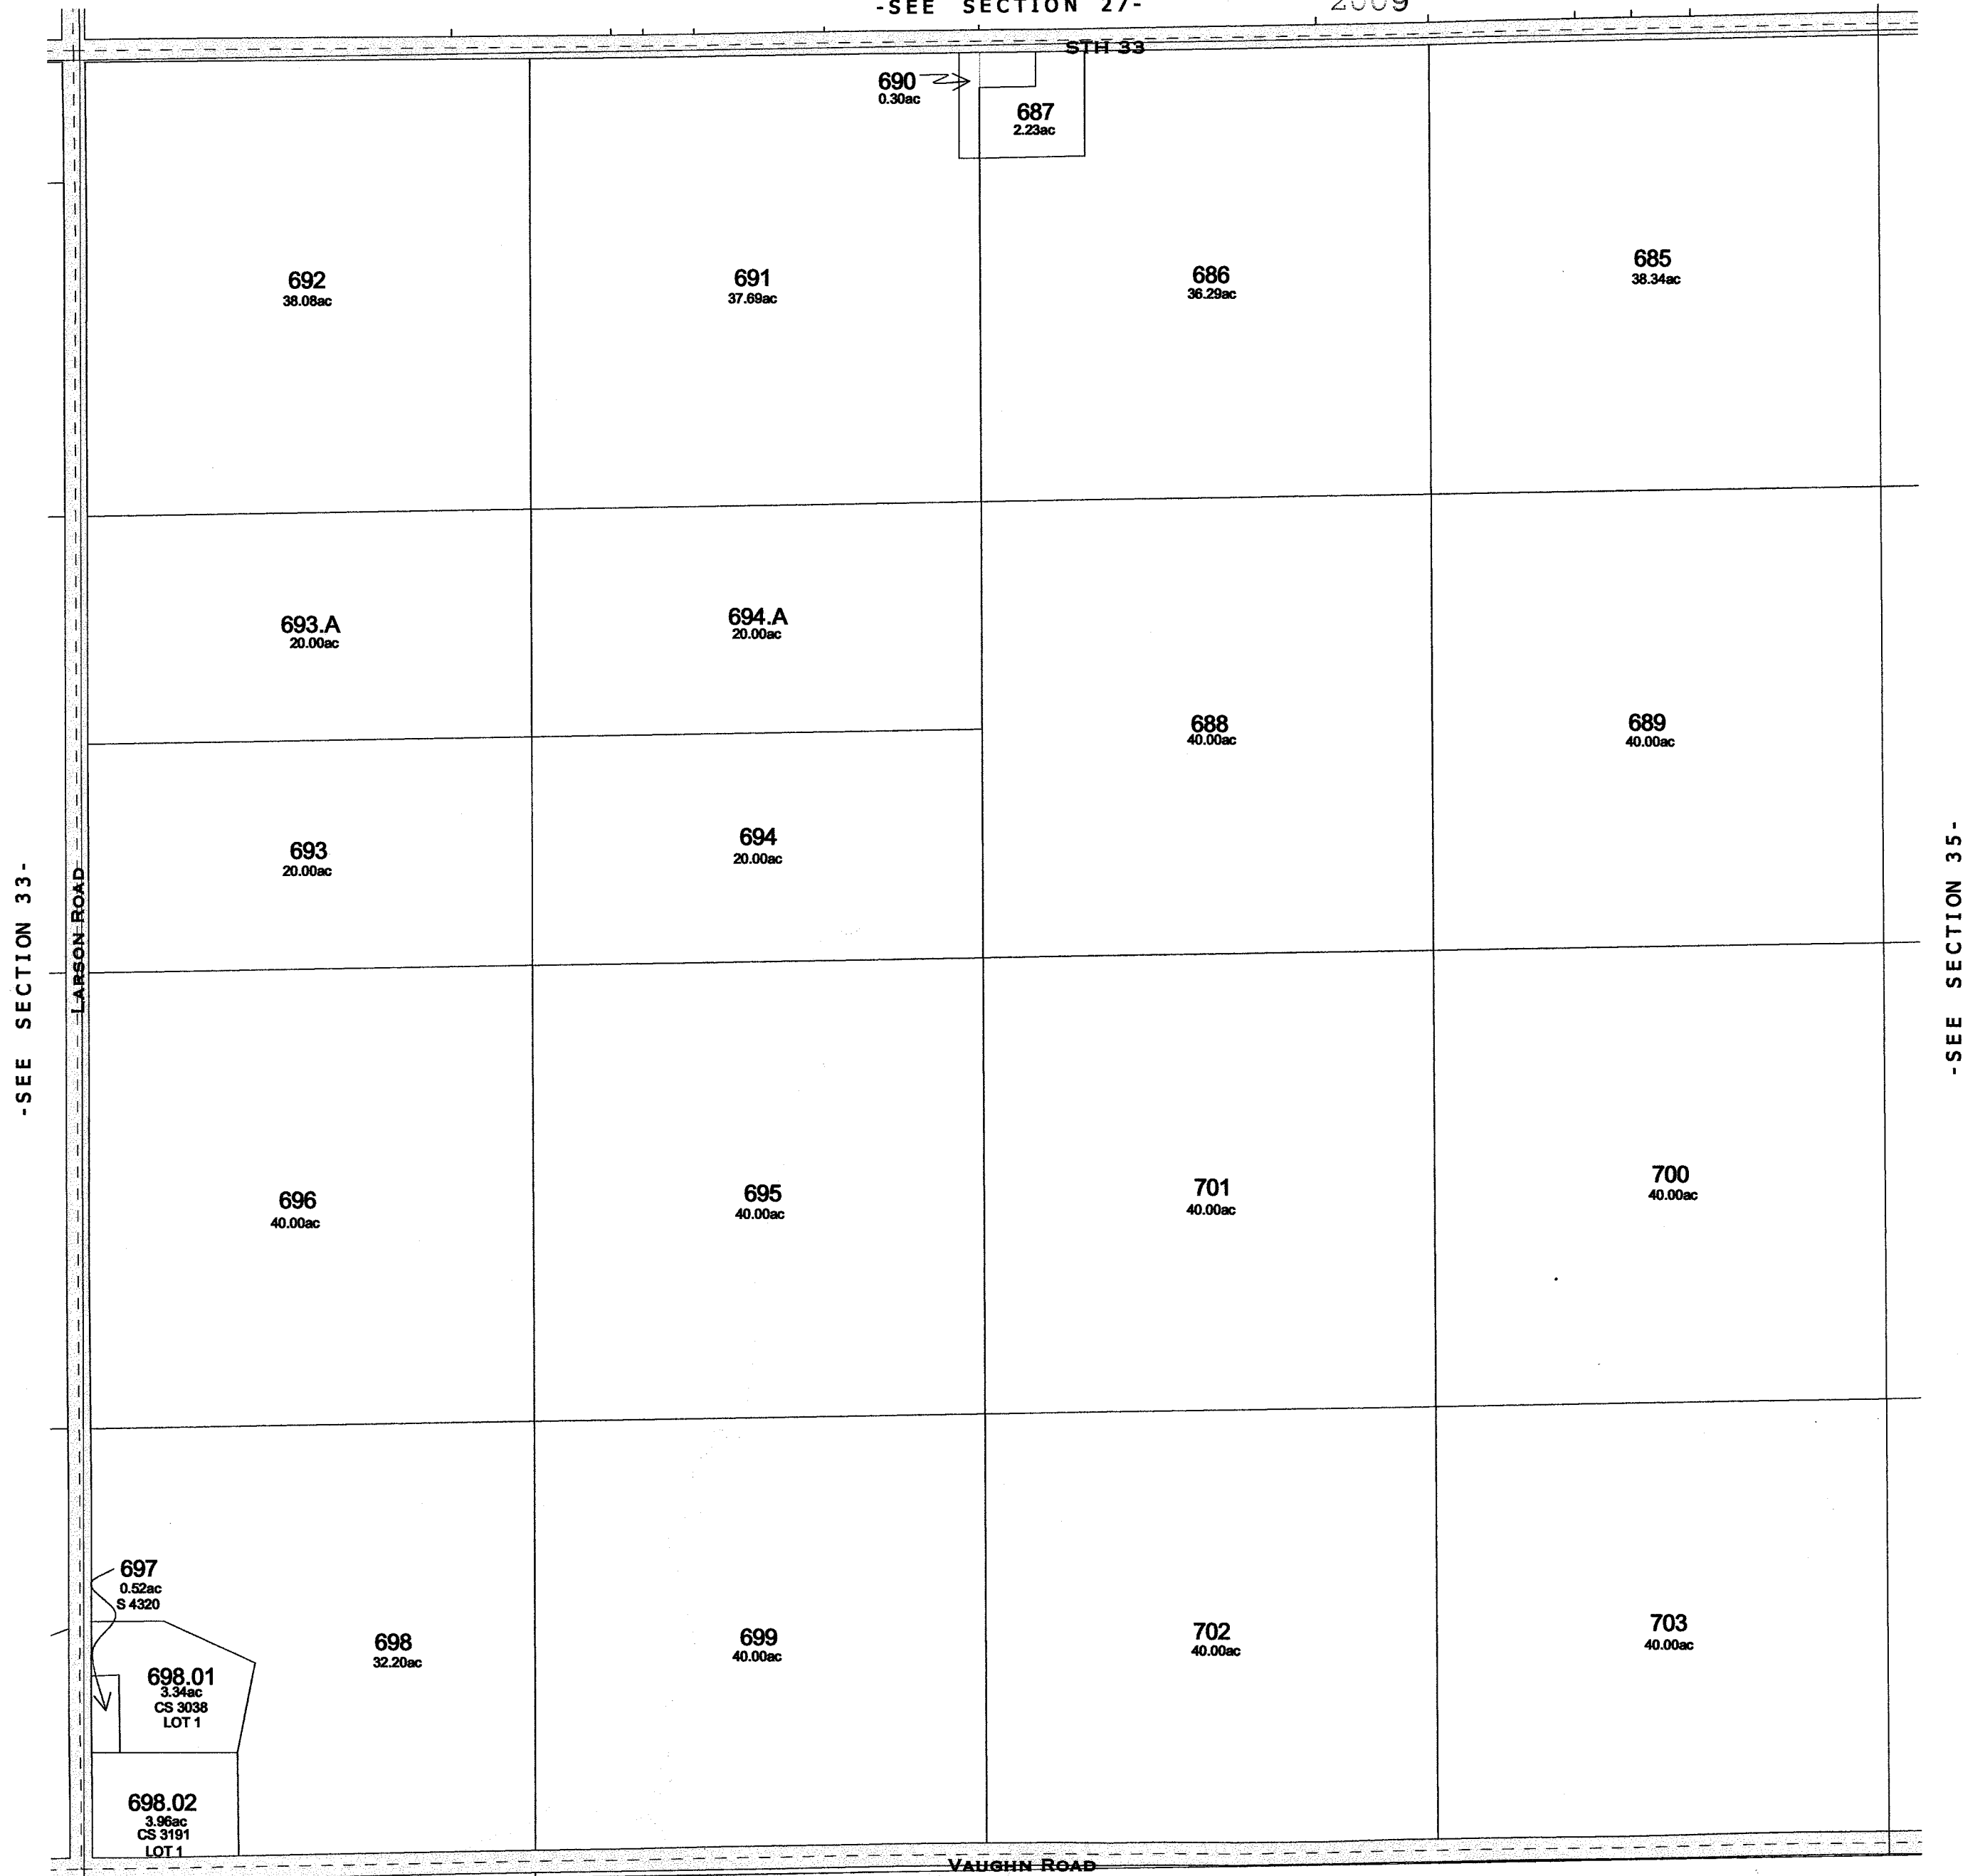 -SEE SECTION 27-
2009
STH 33
690
0.30ac
687
2.23ac
692
38.08ac
691
37.69ac
686
36.29ac
685
38.34ac
693.A
20.00ac
694.A
20.00ac
688
40.00ac
689
40.00ac
693
20.00ac
694
20.00ac
-SEE SECTION 33-
LARSON ROAD
-SEE SECTION 35-
696
40.00ac
695
40.00ac
701
40.00ac
700
40.00ac
697
0.52ac
S 4320
698
32.20ac
699
40.00ac
702
40.00ac
703
40.00ac
698.01
3.34ac
CS 3038
LOT 1
698.02
3.96ac
CS 3191
LOT 1
VAUGHN ROAD